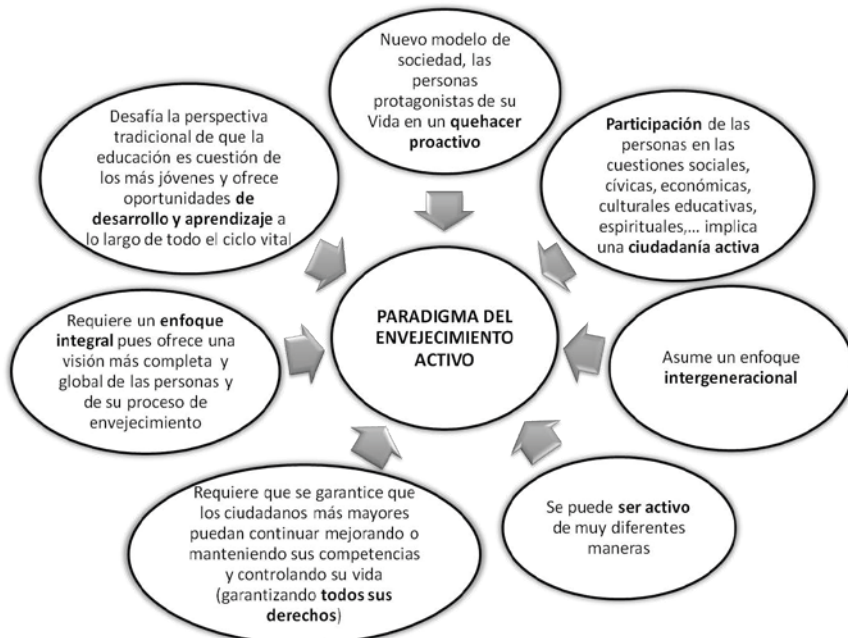 Nuevo modelo de
sociedad, las
personas
protagonistas de su
Vida en un quehacer
proactivo
Participación de las
personas en las
cuestiones sociales,
cívicas, económicas,
culturales educativas,
espirituales,... implica
una ciudadanía activa
Asume un enfoque
intergeneracional
Se puede ser activo
de muy diferentes
maneras
Requiere que se garantice que
los ciudadanos más mayores
puedan continuar mejorando o
manteniendo sus competencias
y controlando su vida
(garantizando todos sus
derechos)
Requiere un enfoque
integral pues ofrece una
visión más completa y
global de las personas y
de su proceso de
envejecimiento
Desafía la perspectiva
tradicional de que la
educación es cuestión de
los más jóvenes y ofrece
oportunidades de
desarrollo y aprendizaje a
lo largo de todo el ciclo vital
PARADIGMA DEL
ENVEJECIMIENTO
ACTIVO